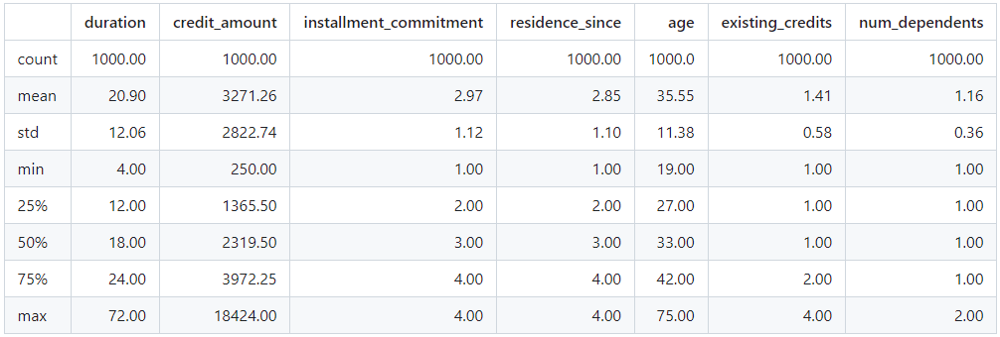 duration credit_amount installment_commitment residence_since age existing_credits num_dependents
count 1000.00 1000.00 1000.00 1000.00 1000.0 1000.00 1000.00
mean 20.90 3271.26 2.97 2.85 35.55 1.41 1.16
std 12.06 2822.74 1.12 1.10 11.38 0.58 0.36
min 4.00 250.00 1.00 1.00 19.00 1.00 1.00
25% 12.00 1365.50 2.00 2.00 27.00 1.00 1.00
50% 18.00 2319.50 3.00 3.00 33.00 1.00 1.00
75% 24.00 3972.25 4.00 4.00 42.00 2.00 1.00
max 72.00 18424.00 4.00 4.00 75.00 4.00 2.00